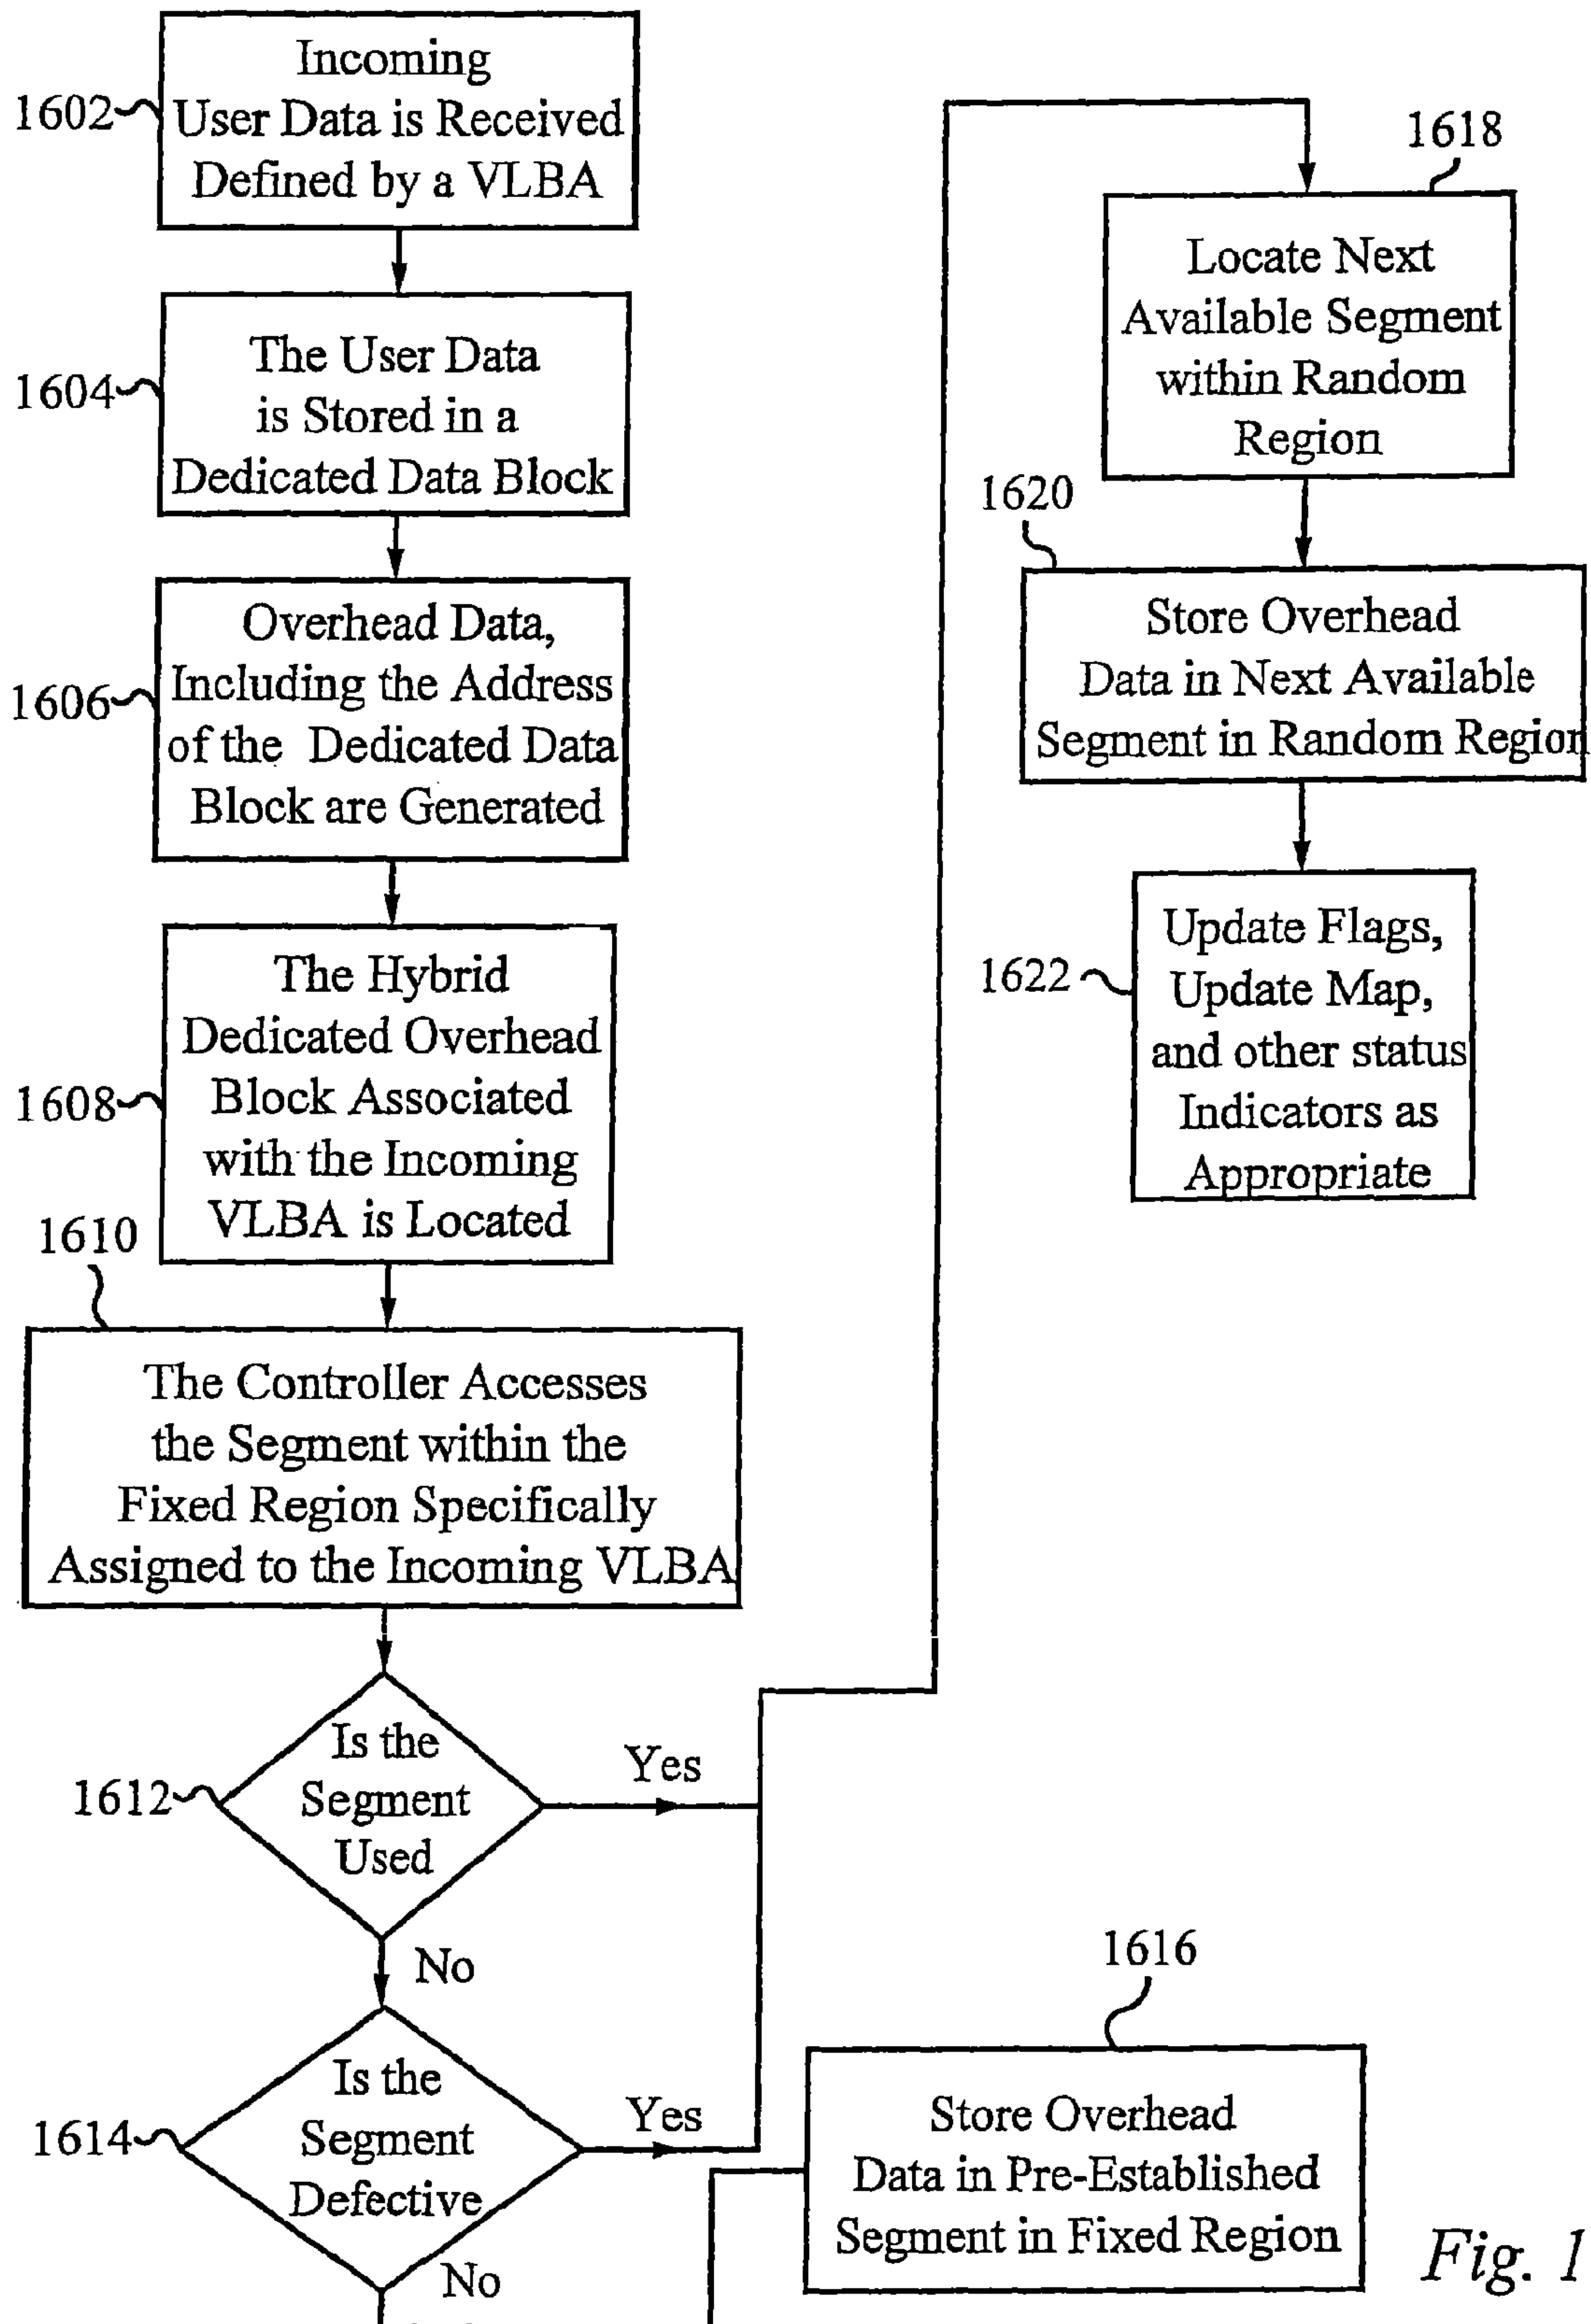 1602
Incoming
User Data is Received
Defined by a VLBA
1604
The User Data
is Stored in a
Dedicated Data Block
1606
Overhead Data,
Including the Address
of the Dedicated Data
Block are Generated
1608
The Hybrid
Dedicated Overhead
Block Associated
with the Incoming
VLBA is Located
1610
The Controller Accesses
the Segment within the
Fixed Region Specifically
Assigned to the Incoming VLBA
1612
Is the
Segment
Used
Yes
No
1614
Is the
Segment
Defective
Yes
No
1616
Store Overhead
Data in Pre-Established
Segment in Fixed Region
1618
Locate Next
Available Segment
within Random
Region
1620
Store Overhead
Data in Next Available
Segment in Random Region
1622
Update Flags,
Update Map,
and other status
Indicators as
Appropriate
Fig. 1